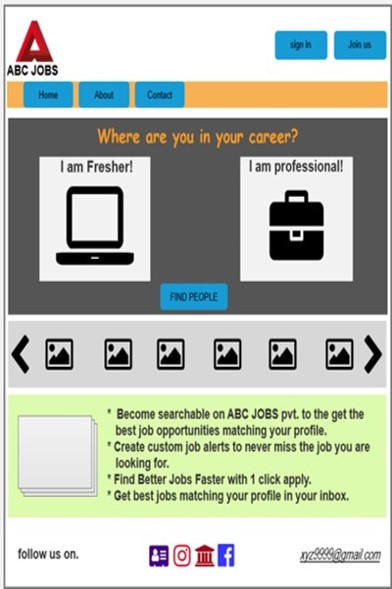 ABC JOBS
sign in
Join us
Home
About
Contact
Where are you in your career?
I am Fresher!
I am professional!
FIND PEOPLE
* Become searchable on ABC JOBS pvt. to the get the
best job opportunities matching your profile.
* Create custom job alerts to never miss the job you are
looking for.
* Find Better Jobs Faster with 1 click apply.
* Get best jobs matching your profile in your inbox.
follow us on.
xyz9999@gmail.com